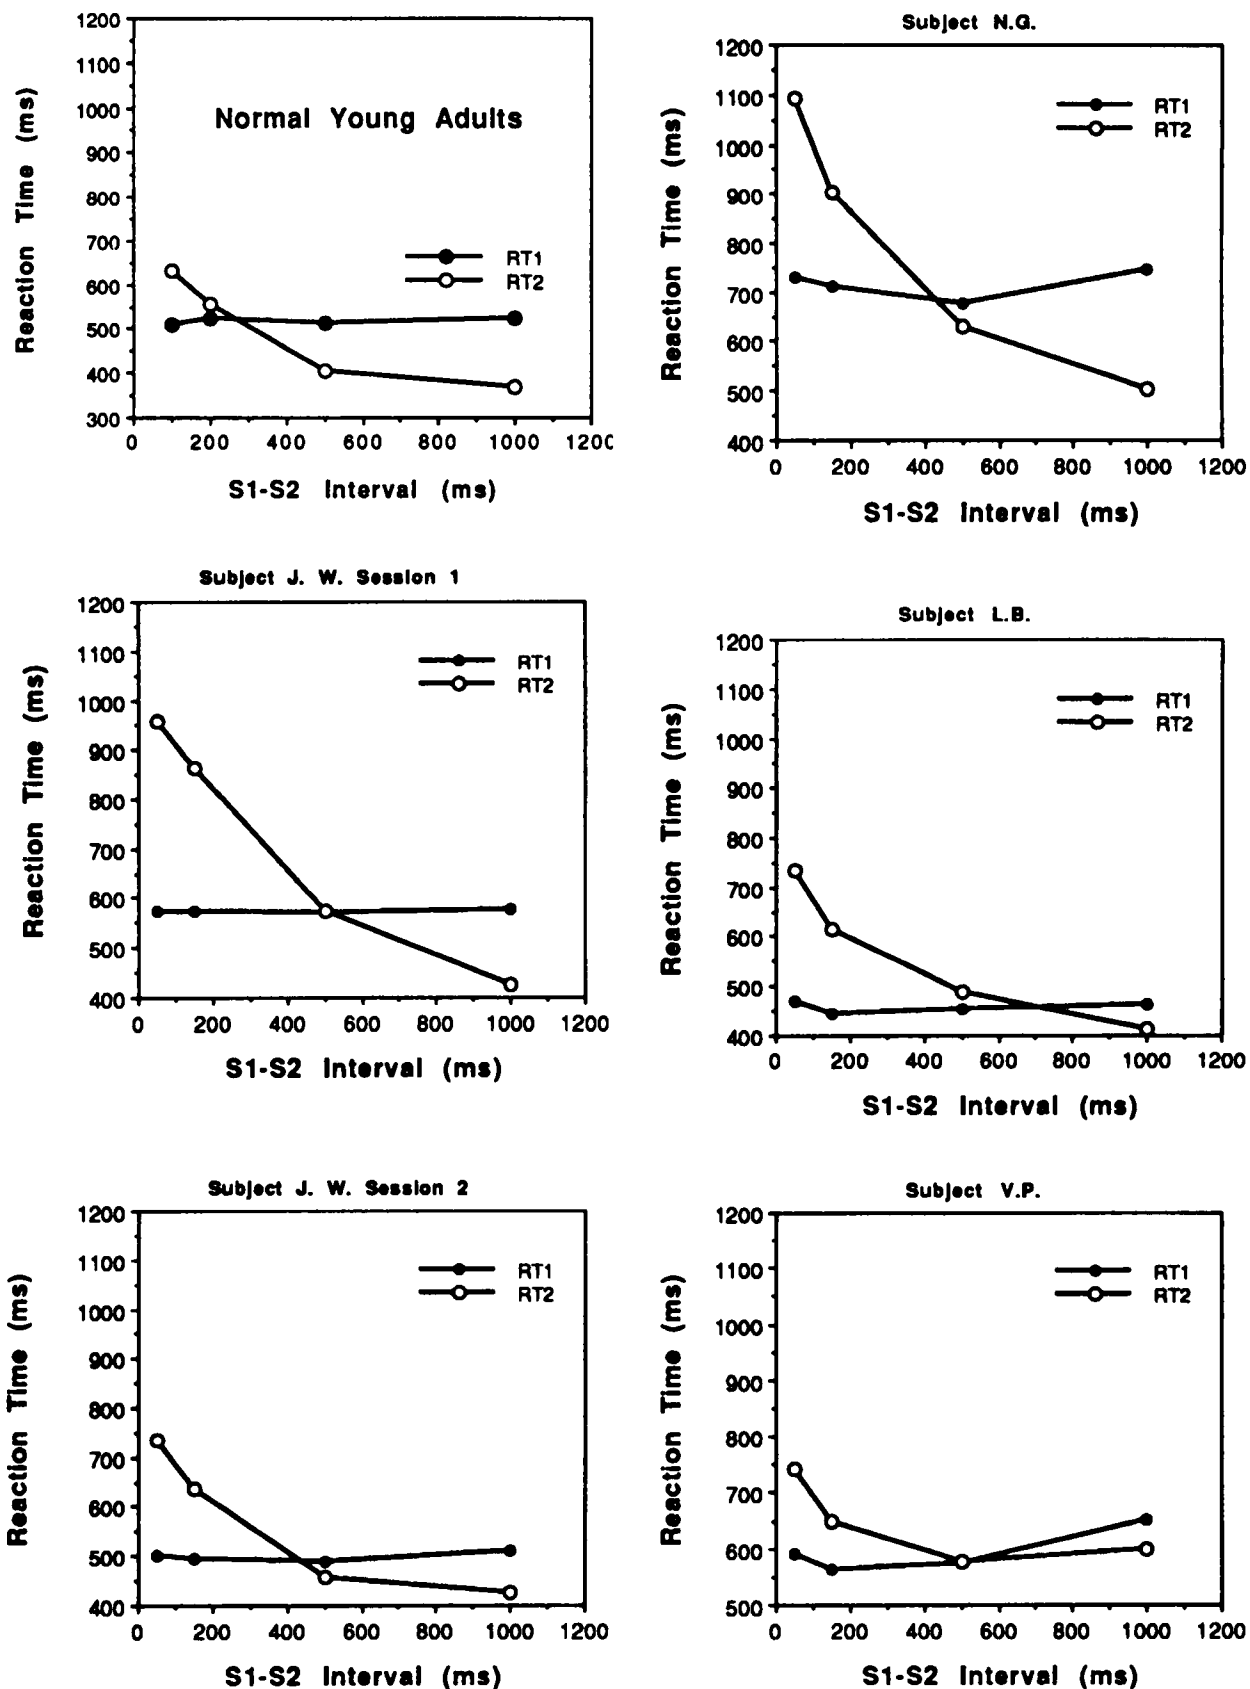 Normal Young Adults
Reaction Time (ms)
1200
1100
1000
900
800
700
600
500
400
300
RT1
RT2
0 200 400 600 800 1000 1200
S1-S2 Interval (ms)
Subject N.G.
Reaction Time (ms)
1200
1100
1000
900
800
700
600
500
400
RT1
RT2
0 200 400 600 800 1000 1200
S1-S2 Interval (ms)
Subject J. W. Session 1
Reaction Time (ms)
1200
1100
1000
900
800
700
600
500
400
RT1
RT2
0 200 400 600 800 1000 1200
S1-S2 Interval (ms)
Subject L.B.
Reaction Time (ms)
1200
1100
1000
900
800
700
600
500
400
RT1
RT2
0 200 400 600 800 1000 1200
S1-S2 Interval (ms)
Subject J. W. Session 2
Reaction Time (ms)
1200
1100
1000
900
800
700
600
500
400
RT1
RT2
0 200 400 600 800 1000 1200
S1-S2 Interval (ms)
Subject V.P.
Reaction Time (ms)
1200
1100
1000
900
800
700
600
500
RT1
RT2
0 200 400 600 800 1000 1200
S1-S2 Interval (ms)